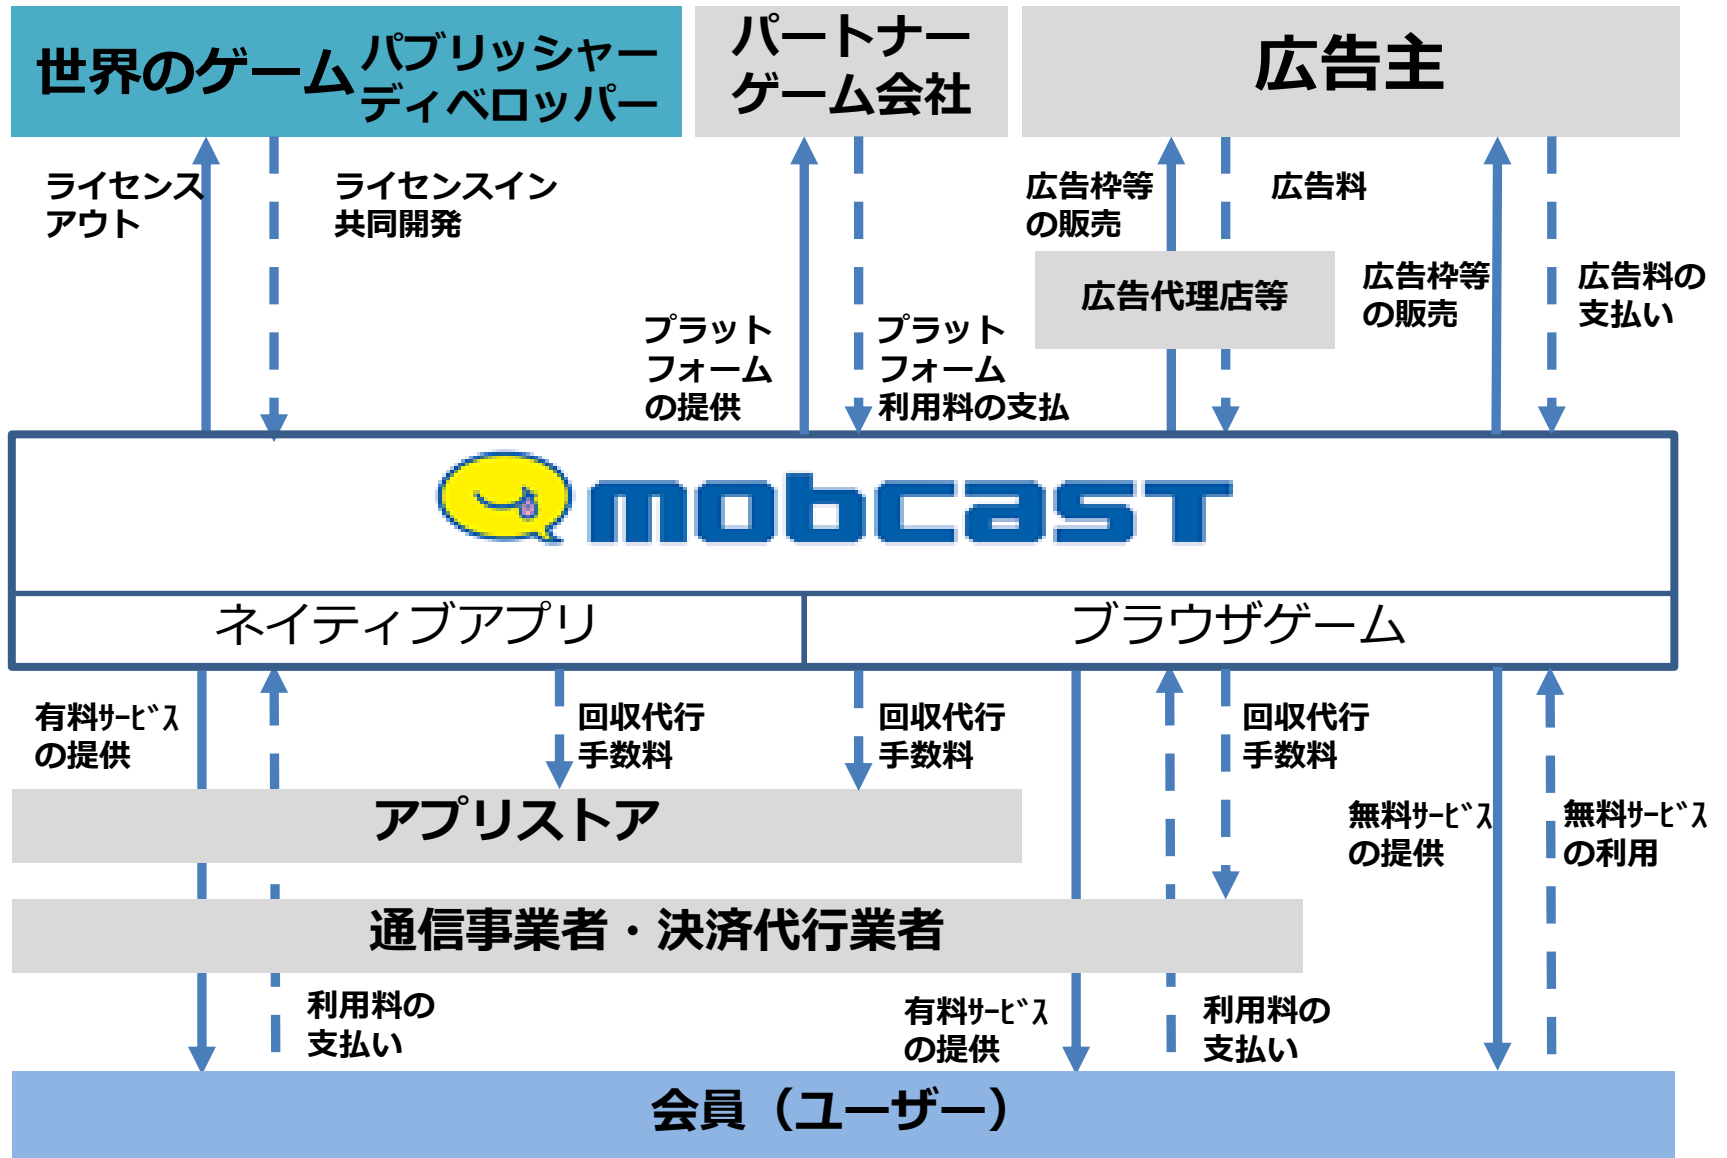 世界のゲーム
パブリッシャー
ディベロッパー
パートナー
ゲーム会社
広告主
ライセンス
アウト
ライセンスイン
共同開発
広告枠等
の販売
広告料
広告代理店等
広告枠等
の販売
広告料の
支払い
プラット
フォーム
の提供
プラット
フォーム
利用料の支払
mobcast
ネイティブアプリ
ブラウザゲーム
有料ｻｰﾋﾞｽ
の提供
回収代行
手数料
回収代行
手数料
回収代行
手数料
無料ｻｰﾋﾞｽ
の提供
無料ｻｰﾋﾞｽ
の利用
アプリストア
通信事業者・決済代行業者
利用料の
支払い
有料ｻｰﾋﾞｽ
の提供
利用料の
支払い
会員（ユーザー）